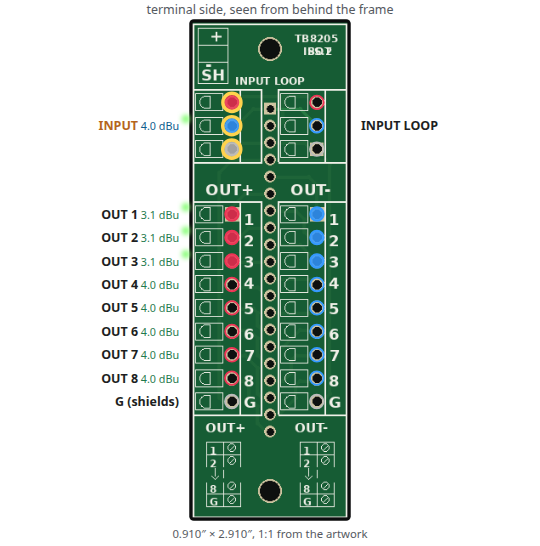 terminal side, seen from behind the frame
+
-
SH
TB8205
INPUT LOOP
INPUT 4.0 dBu
INPUT LOOP
OUT+ OUT-
OUT 1 3.1 dBu 1 1
OUT 2 3.1 dBu 2 2
OUT 3 3.1 dBu 3 3
OUT 4 4.0 dBu 4 4
OUT 5 4.0 dBu 5 5
OUT 6 4.0 dBu 6 6
OUT 7 4.0 dBu 7 7
OUT 8 4.0 dBu 8 8
G (shields) G G
OUT+ OUT-
1 1
2 2
8 8
G G
0.910″ × 2.910″, 1:1 from the artwork